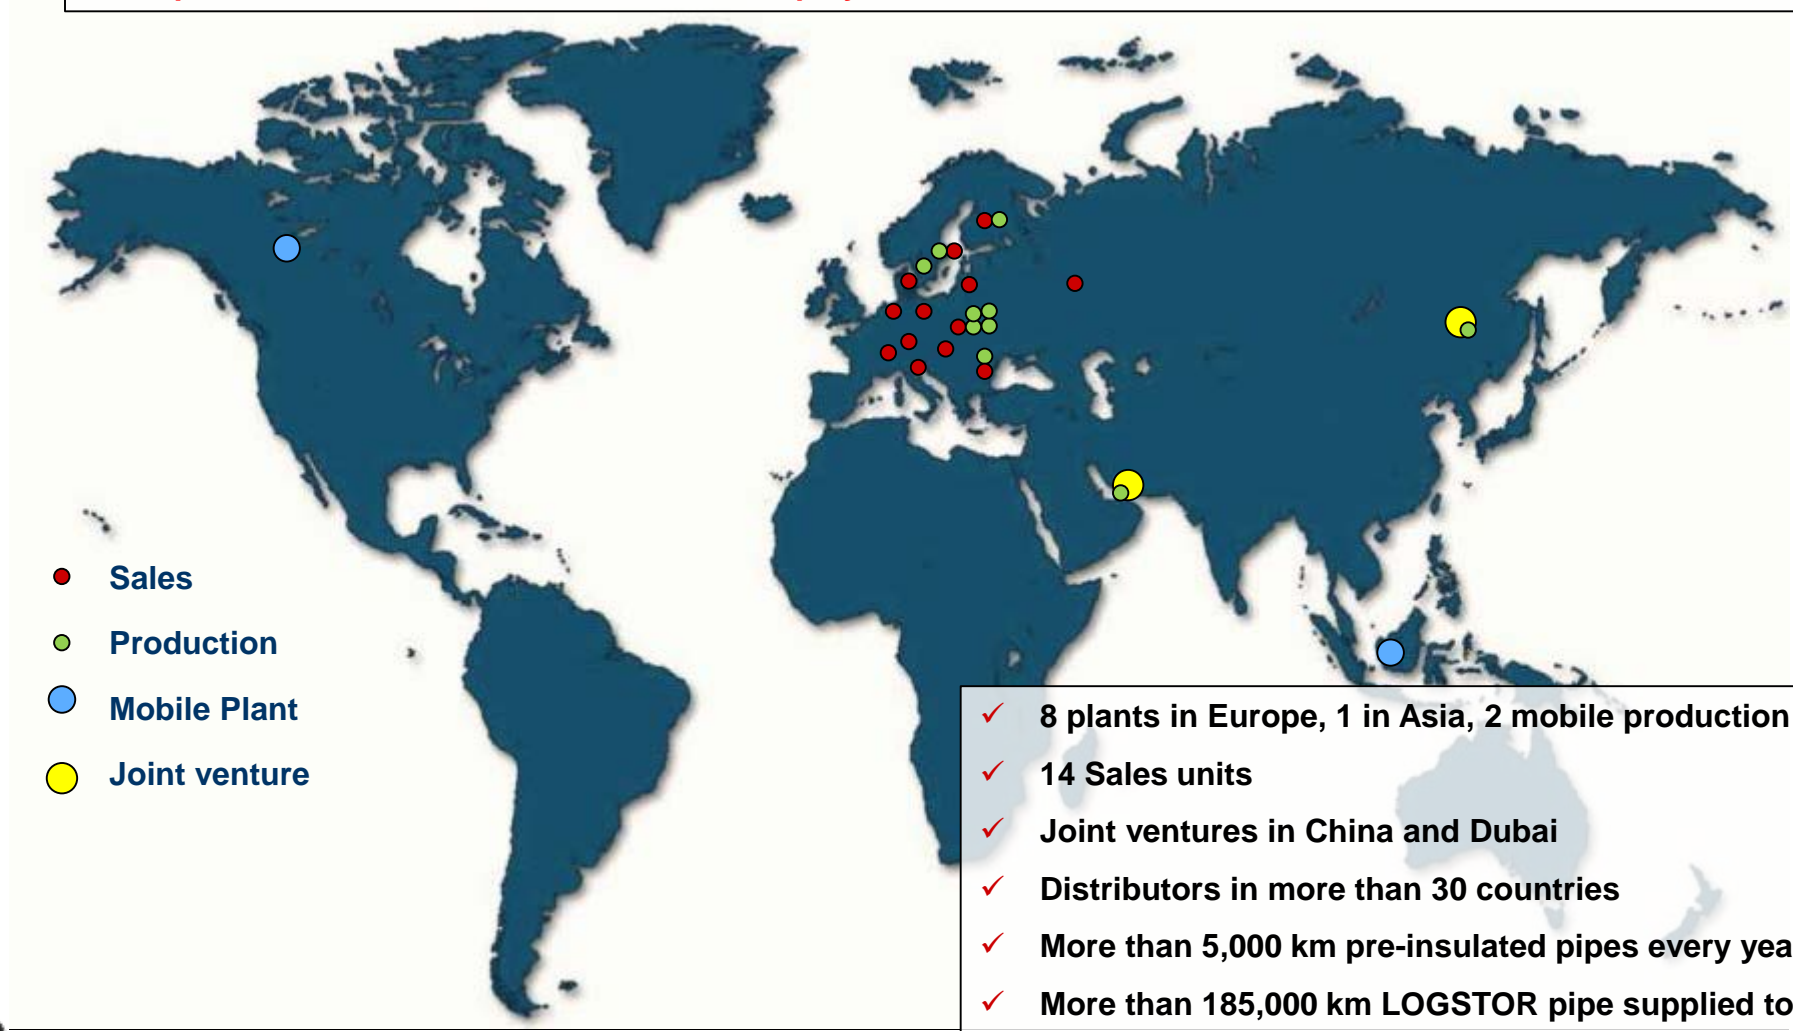 Sales
Production
Mobile Plant
Joint venture
✓ 8 plants in Europe, 1 in Asia, 2 mobile production
✓ 14 Sales units
✓ Joint ventures in China and Dubai
✓ Distributors in more than 30 countries
✓ More than 5,000 km pre-insulated pipes every yea
✓ More than 185,000 km LOGSTOR pipe supplied to